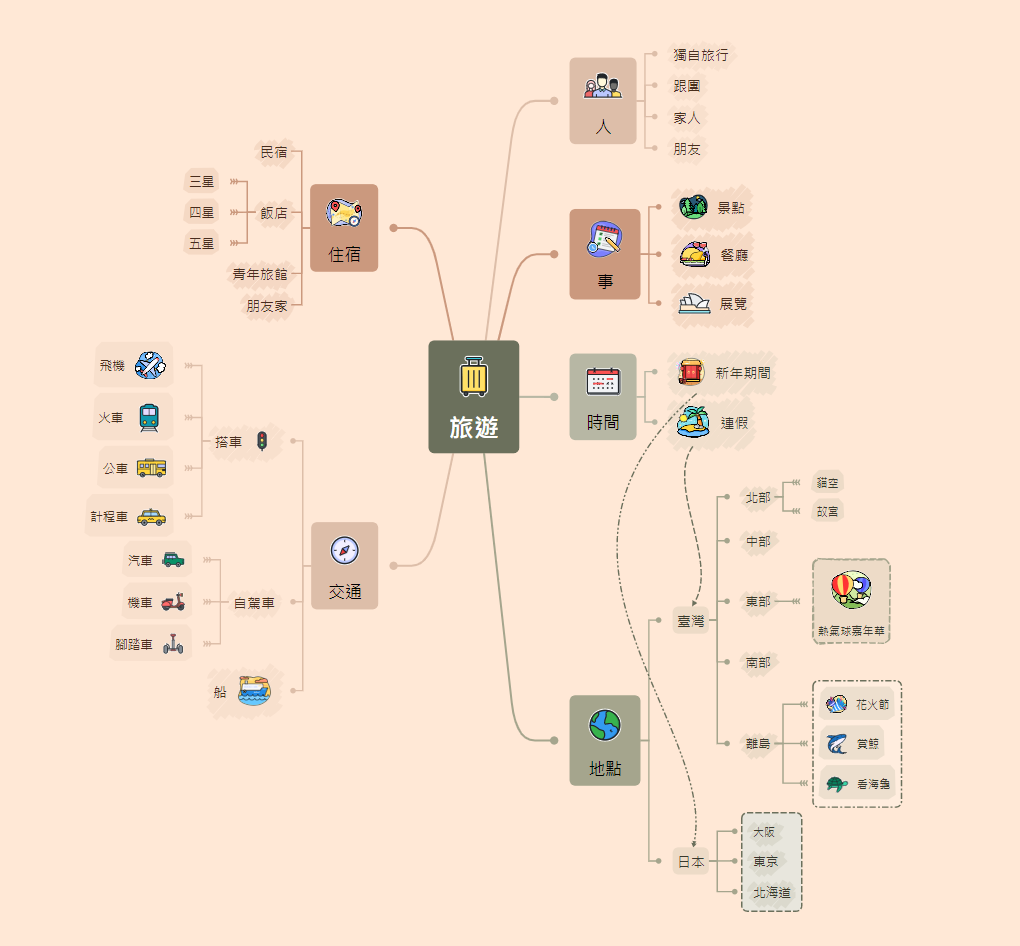 旅遊
人
獨自旅行
跟團
家人
朋友
事
景點
餐廳
展覽
時間
新年期間
連假
地點
臺灣
北部
貓空
故宮
中部
東部
熱氣球嘉年華
南部
離島
花火節
賞鯨
看海龜
日本
大阪
東京
北海道
住宿
民宿
飯店
三星
四星
五星
青年旅館
朋友家
交通
搭車
飛機
火車
公車
計程車
自駕車
汽車
機車
腳踏車
船